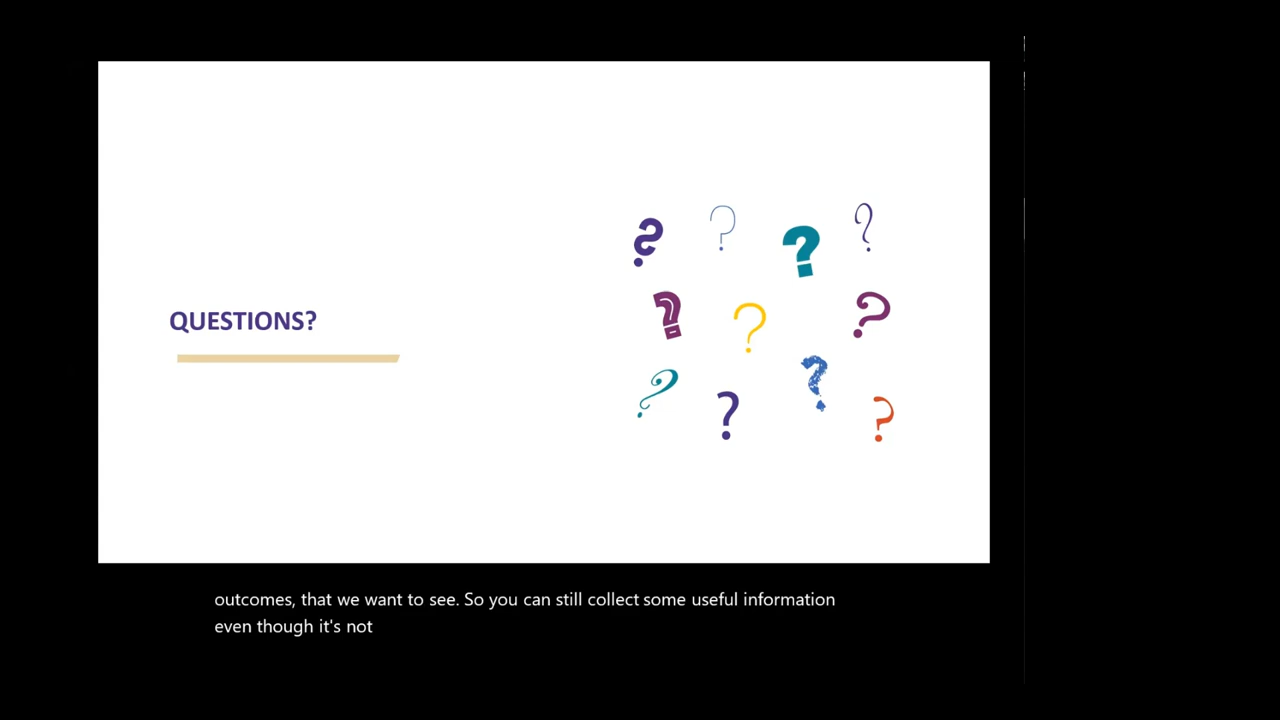 ? ? ? ?
QUESTIONS?
? ? ?
? ? ? ?
outcomes, that we want to see. So you can still collect some useful information
even though it's not